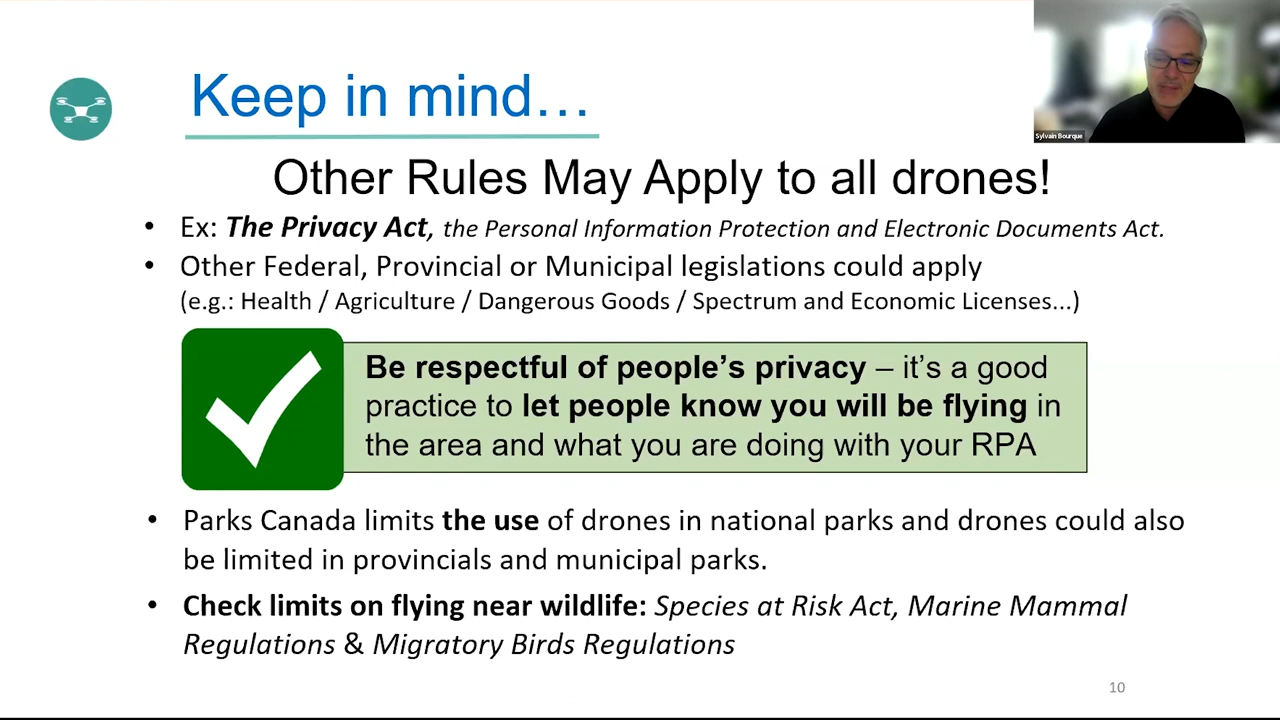 Keep in mind…
Sylvain Bourque
Other Rules May Apply to all drones!
• Ex: The Privacy Act, the Personal Information Protection and Electronic Documents Act.
• Other Federal, Provincial or Municipal legislations could apply
(e.g.: Health / Agriculture / Dangerous Goods / Spectrum and Economic Licenses...)
Be respectful of people’s privacy – it’s a good
practice to let people know you will be flying in
the area and what you are doing with your RPA
• Parks Canada limits the use of drones in national parks and drones could also
be limited in provincials and municipal parks.
• Check limits on flying near wildlife: Species at Risk Act, Marine Mammal
Regulations & Migratory Birds Regulations
10